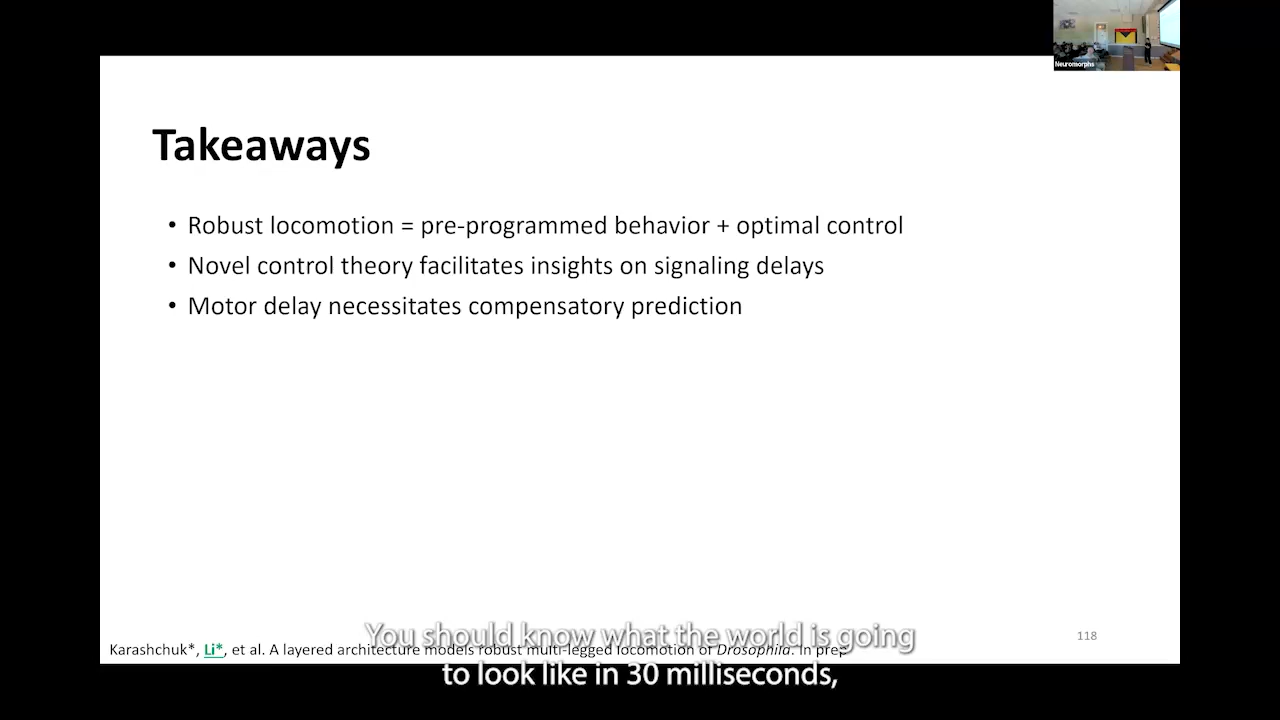 Neuromorphs
Takeaways
• Robust locomotion = pre-programmed behavior + optimal control
• Novel control theory facilitates insights on signaling delays
• Motor delay necessitates compensatory prediction
118
Karashchuk*, Li*, et al. A layered architecture models robust multi-legged locomotion of Drosophila. In prep
You should know what the world is going
to look like in 30 milliseconds,